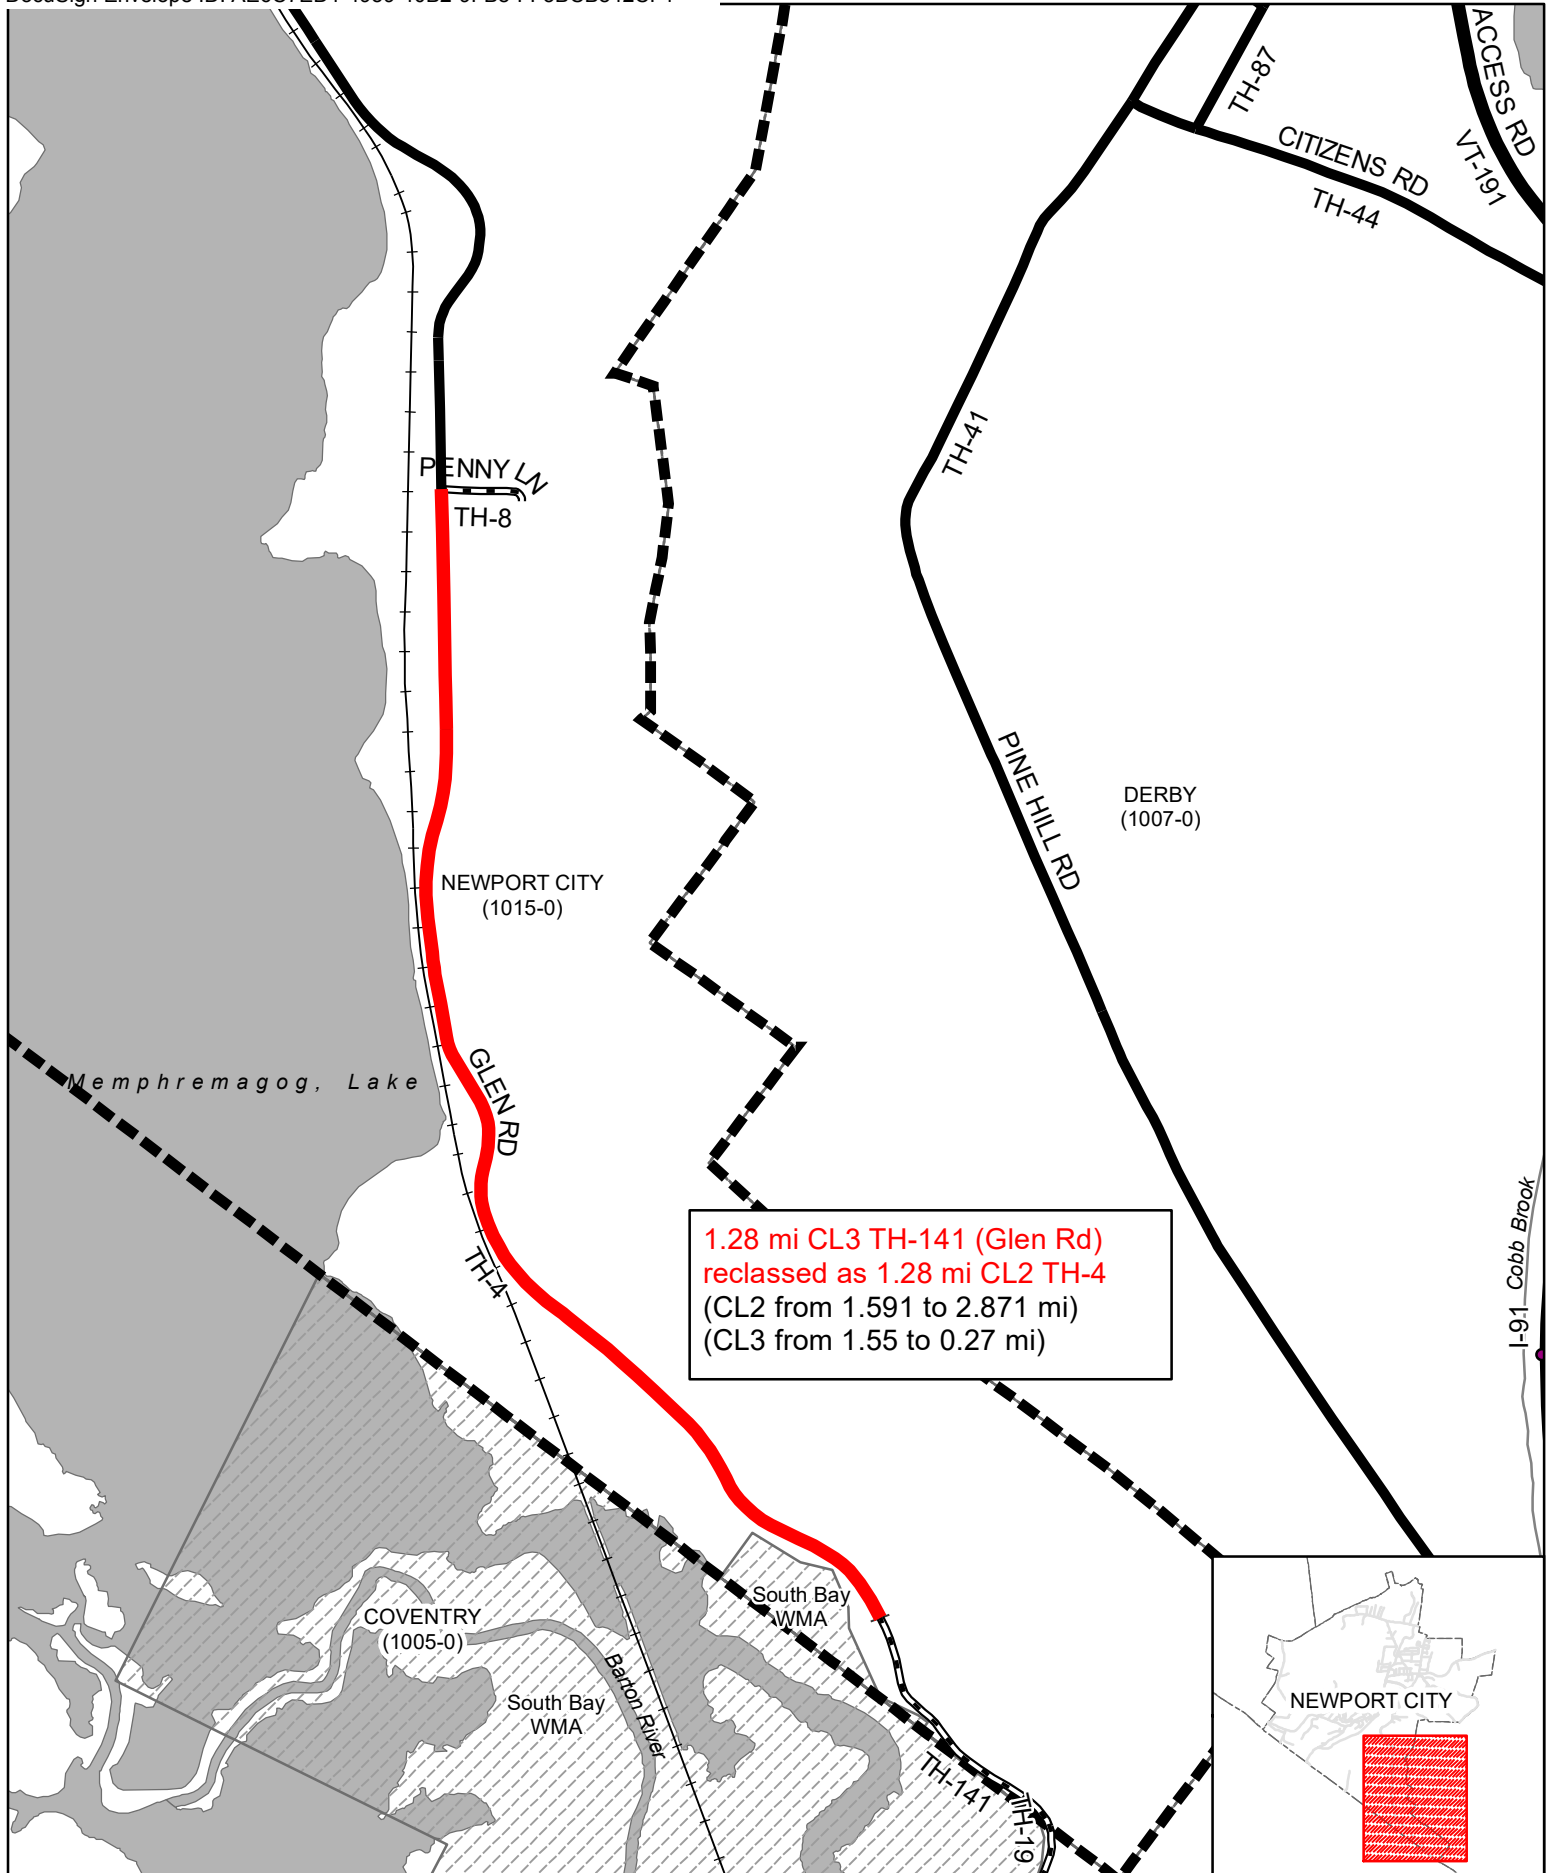 TH-87
ACCESS RD
VT-191
CITIZENS RD
TH-44
TH-41
PENNY LN
TH-8
PINE HILL RD
DERBY
(1007-0)
NEWPORT CITY
(1015-0)
Memphremagog, Lake
GLEN RD
TH-4
1.28 mi CL3 TH-141 (Glen Rd)
reclassed as 1.28 mi CL2 TH-4
(CL2 from 1.591 to 2.871 mi)
(CL3 from 1.55 to 0.27 mi)
Cobb Brook
I-91
South Bay
WMA
COVENTRY
(1005-0)
Barton River
South Bay
WMA
TH-141
TH-19
NEWPORT CITY